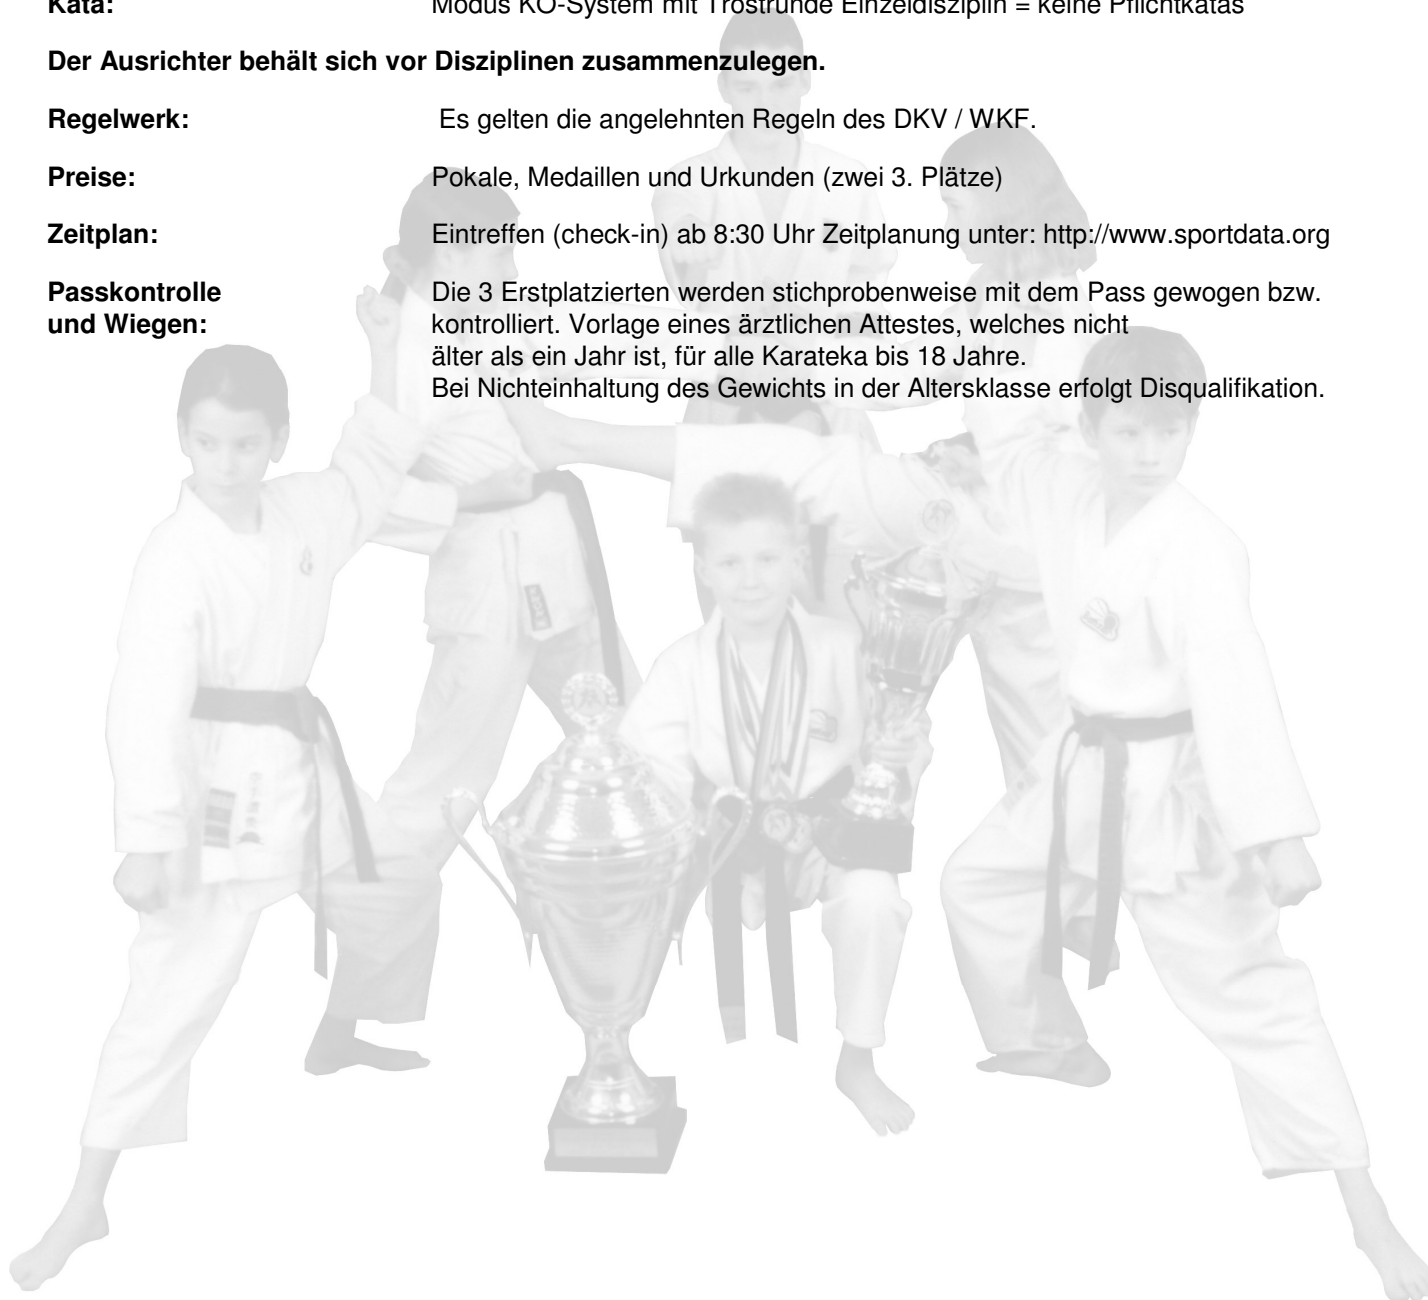 Kata: Modus KO-System mit Trostrunde Einzeldisziplin = keine Pflichtkatas
Der Ausrichter behält sich vor Disziplinen zusammenzulegen.
Regelwerk: Es gelten die angelehnten Regeln des DKV / WKF.
Preise: Pokale, Medaillen und Urkunden (zwei 3. Plätze)
Zeitplan: Eintreffen (check-in) ab 8:30 Uhr Zeitplanung unter: http://www.sportdata.org
Passkontrolle Die 3 Erstplatzierten werden stichprobenweise mit dem Pass gewogen bzw.
und Wiegen: kontrolliert. Vorlage eines ärztlichen Attestes, welches nicht
älter als ein Jahr ist, für alle Karateka bis 18 Jahre.
Bei Nichteinhaltung des Gewichts in der Altersklasse erfolgt Disqualifikation.